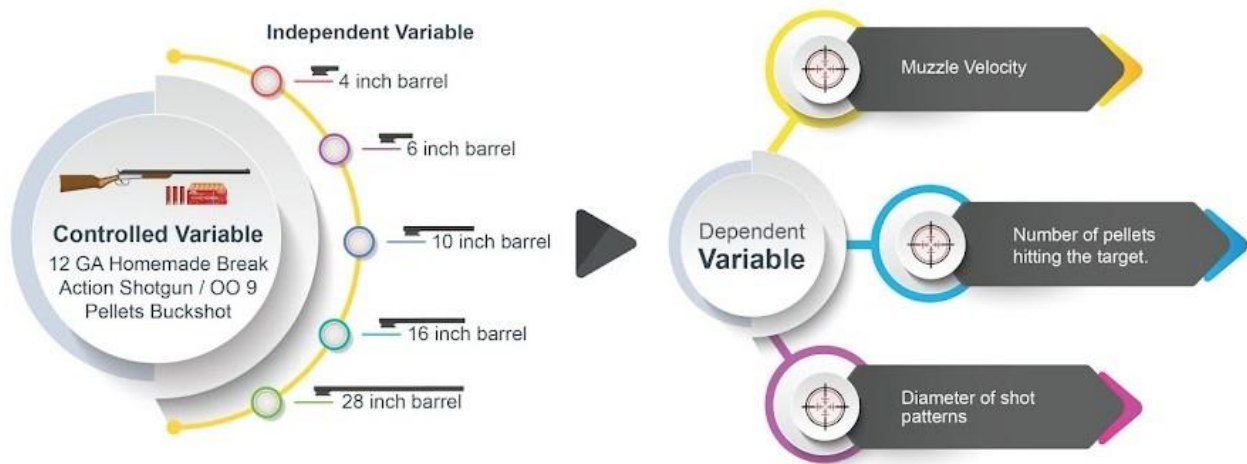 Independent Variable
4 inch barrel
6 inch barrel
10 inch barrel
16 inch barrel
28 inch barrel
Controlled Variable
12 GA Homemade Break
Action Shotgun / OO 9
Pellets Buckshot
Dependent
Variable
Muzzle Velocity
Number of pellets
hitting the target.
Diameter of shot
patterns